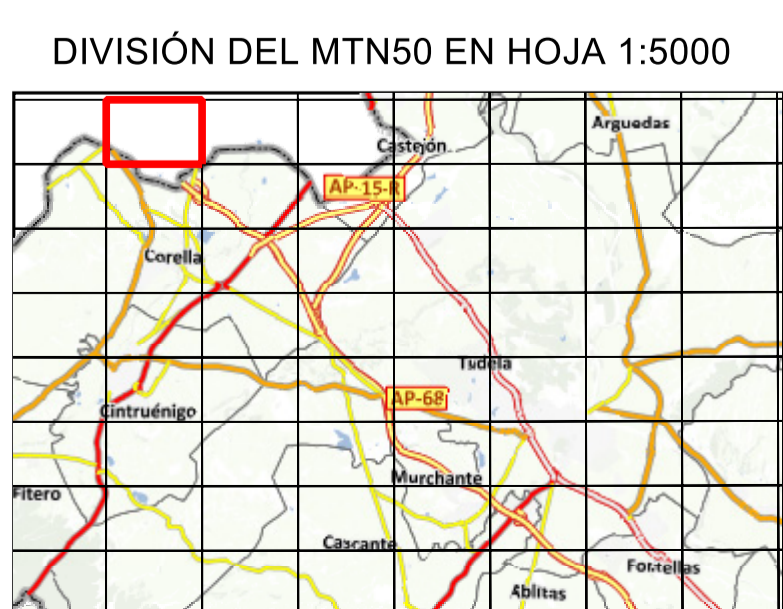 DIVISIÓN DEL MTN50 EN HOJA 1:5000
Arguedas
Castejón
AP-15-R
Corella
Tudela
AP-68
Cintruénigo
Murchante
Fitero
Cascante
Fontellas
Ablitas